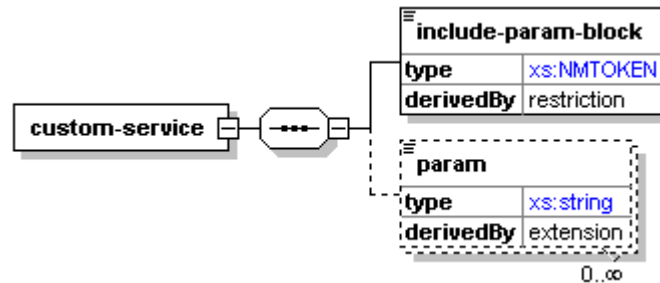 include-param-block
type xs:NMTOKEN
derivedBy restriction
custom-service
param
type xs:string
derivedBy extension
0..∞